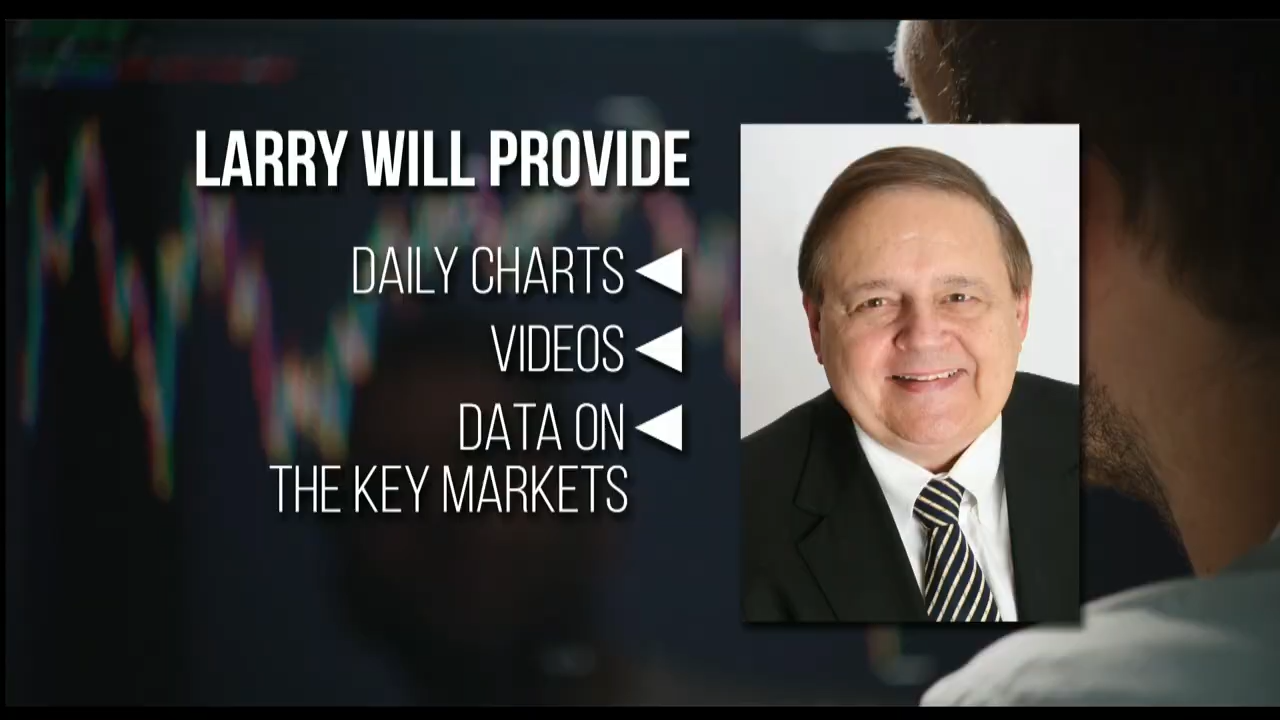 LARRY WILL PROVIDE
DAILY CHARTS
VIDEOS
DATA ON
THE KEY MARKETS